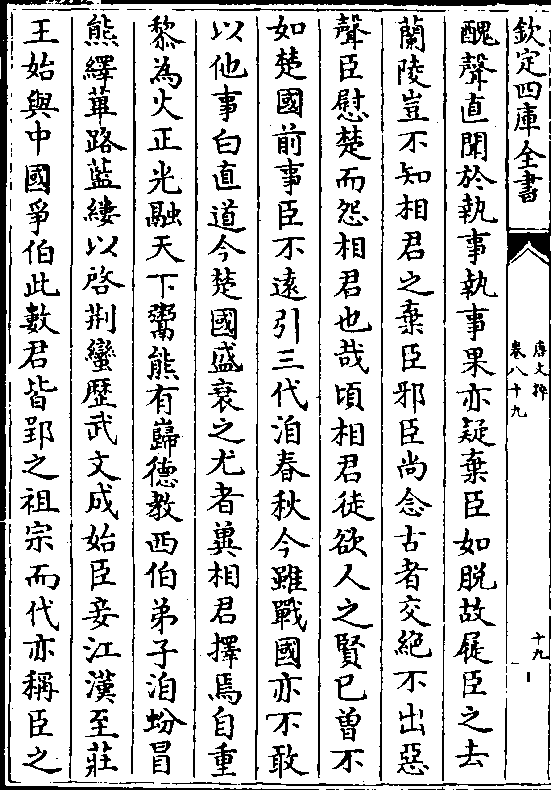 欽定四庫全書
醜聲直聞於執事執事果亦疑棄臣如脱故屣臣之去
蘭陵豈不知相君之棄臣邪臣尚念古者交絶不出惡
聲臣慰楚而怨相君也哉頃相君徒欲人之賢已曾不
如楚國前事臣不逺引三代洎春秋今雖戰國亦不敢
以他事白直道今楚國盛衰之尤者冀相君擇焉自重
黎為火正光融天下鬻熊有歸德教西伯弟子洎蚡冒
熊繹蓽路藍縷以啓荆蠻歴武文成始臣妾江漢至莊
王始與中國爭伯此數君皆郢之祖宗而代亦稱臣之
唐文粹
卷八十九
十九